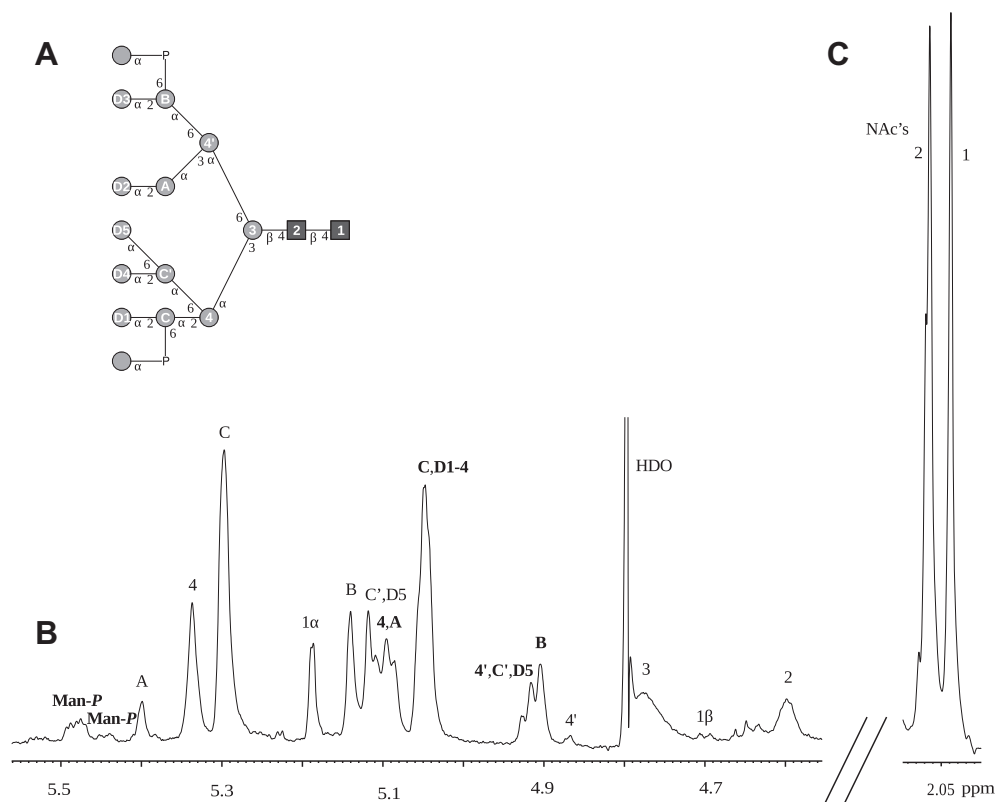 A
α P
6
D3 α 2 B
α
6
4'
3 α
α
D2 α 2 A
6
D5
3 2 1
β 4 β 4
α
3
6
D4 α 2 C'
α
α
6
D1 α 2 C α 2 4
6
α P
C
NAc's
2 1
2.05 ppm
B
Man-P
Man-P
A
4
C
1α
B
C',D5
4,A
C,D1-4
4',C',D5
B
4'
HDO
3
1β
2
5.5 5.3 5.1 4.9 4.7